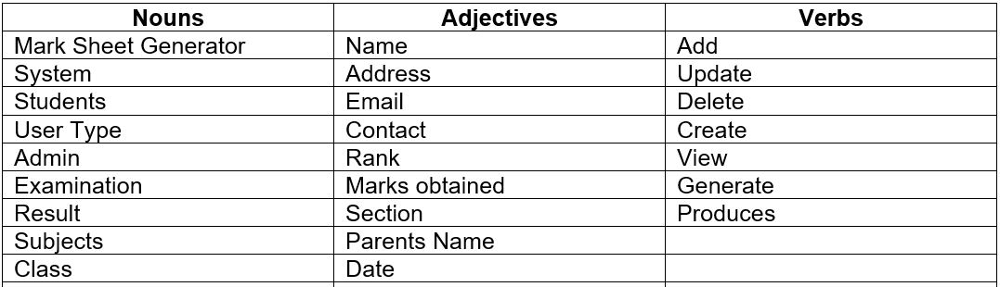 Nouns Adjectives Verbs
Mark Sheet Generator Name Add
System Address Update
Students Email Delete
User Type Contact Create
Admin Rank View
Examination Marks obtained Generate
Result Section Produces
Subjects Parents Name
Class Date